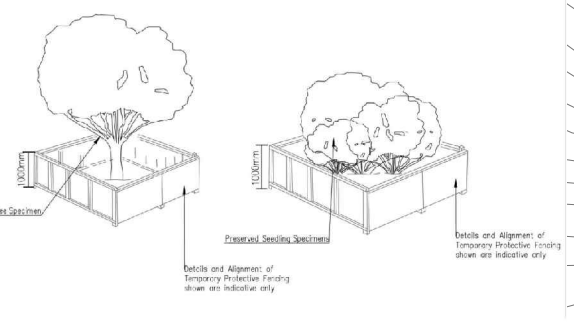 1000mm
Specimen
Details and Alignment of
Temporary Protective Fencing
shown are indicative only
1000mm
Preserved Seedling Specimens
Details and Alignment of
Temporary Protective Fencing
shown are indicative only